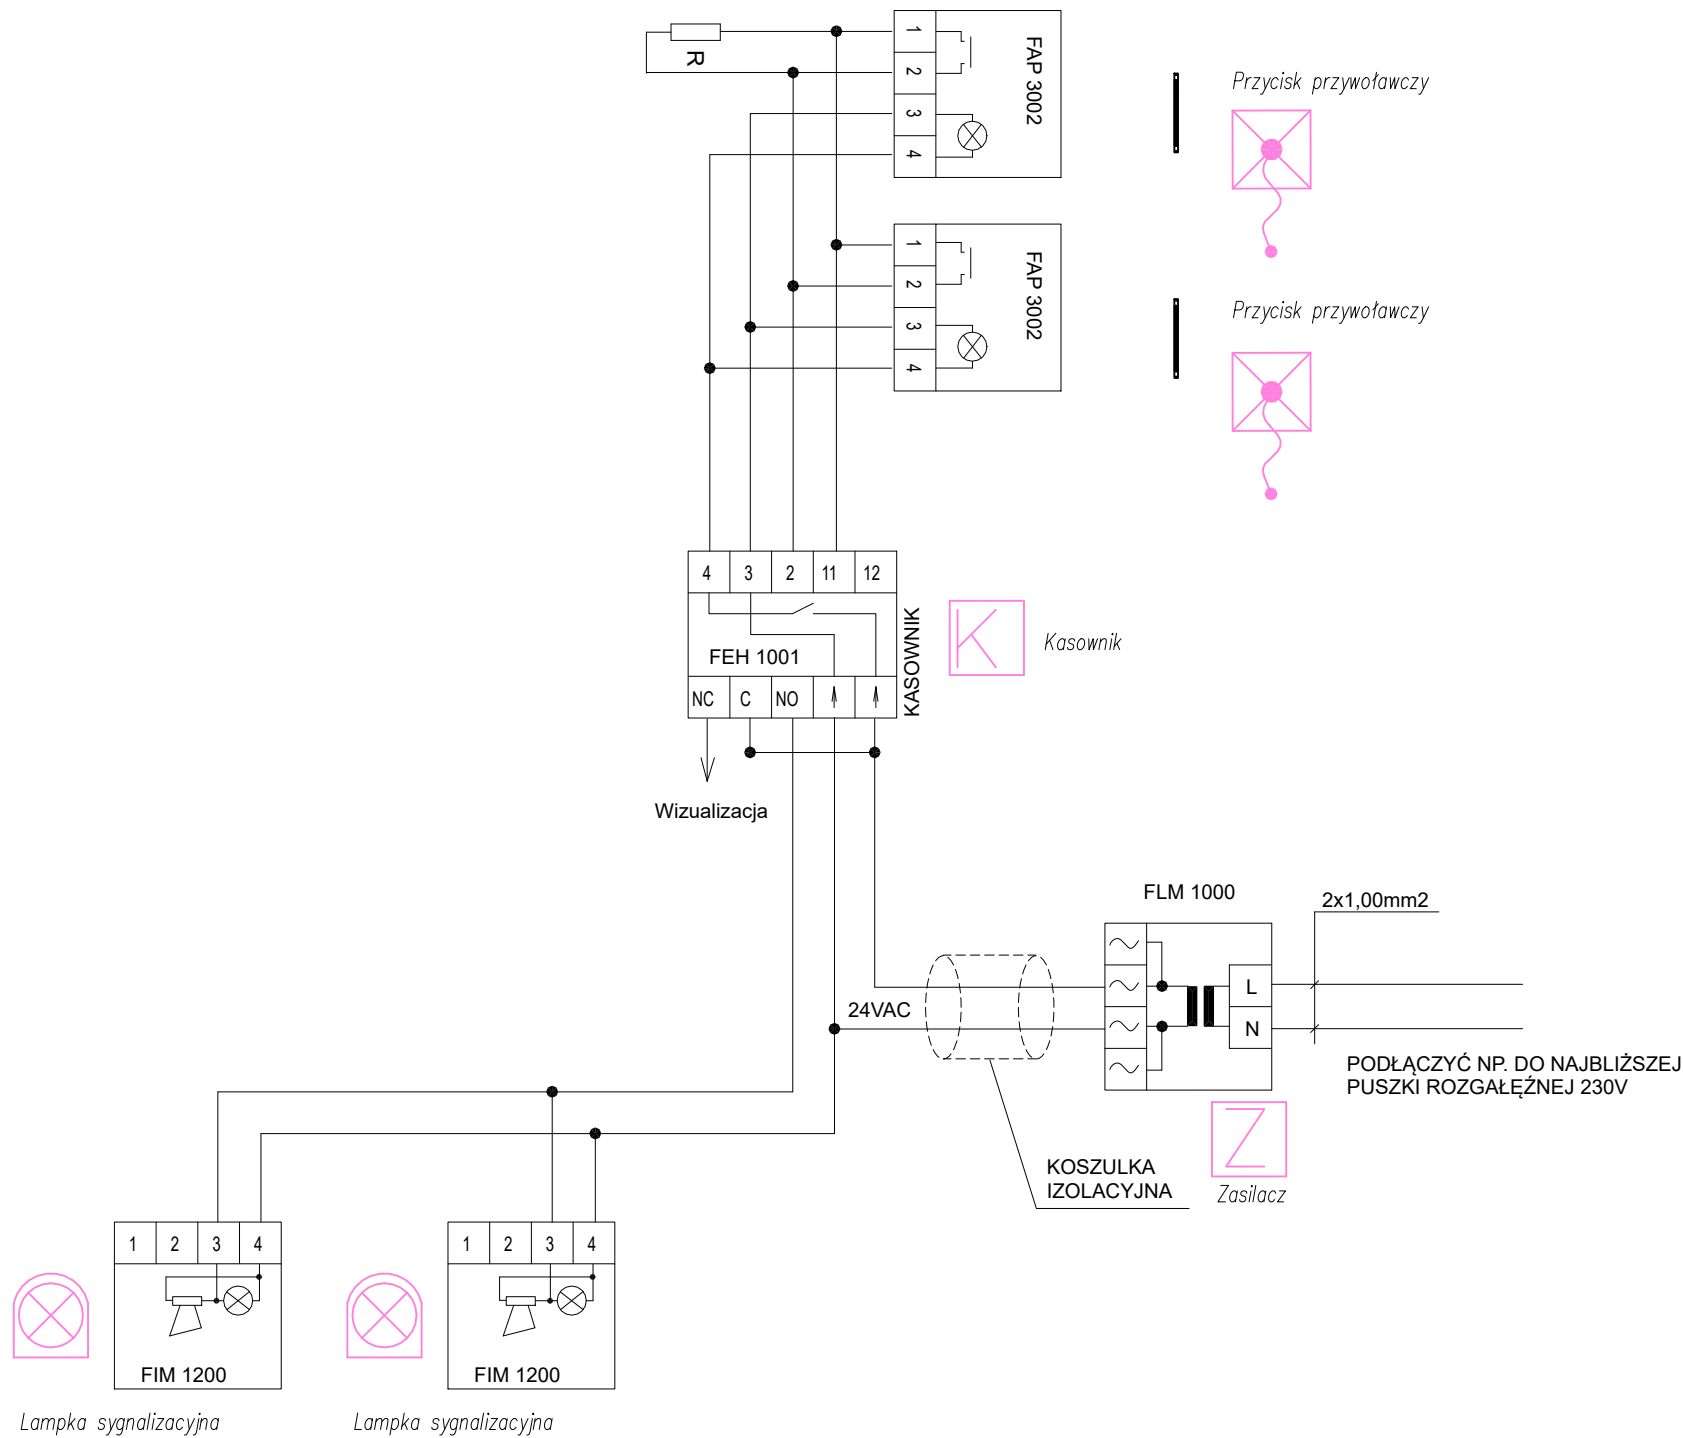 R
1
2
3
4
FAP 3002
Przycisk przywoławczy
1
2
3
4
FAP 3002
Przycisk przywoławczy
4 3 2 11 12
FEH 1001
NC C NO
KASOWNIK
K
Kasownik
Wizualizacja
FLM 1000
2x1,00mm2
24VAC
L
N
PODŁĄCZYĆ NP. DO NAJBLIŻSZEJ
PUSZKI ROZGAŁĘŹNEJ 230V
KOSZULKA
IZOLACYJNA
Z
Zasilacz
1 2 3 4
FIM 1200
Lampka sygnalizacyjna
1 2 3 4
FIM 1200
Lampka sygnalizacyjna